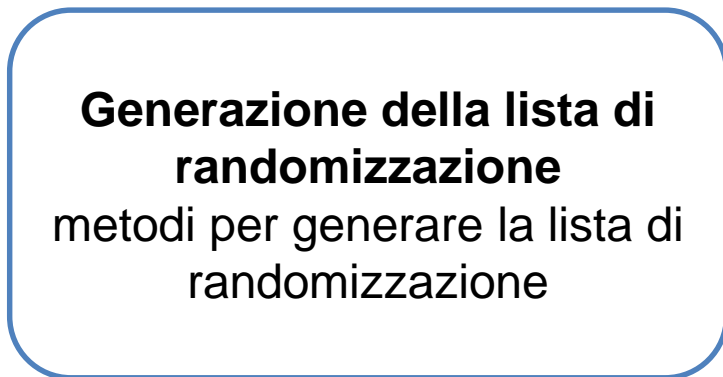 Generazione della lista di
randomizzazione
metodi per generare la lista di
randomizzazione